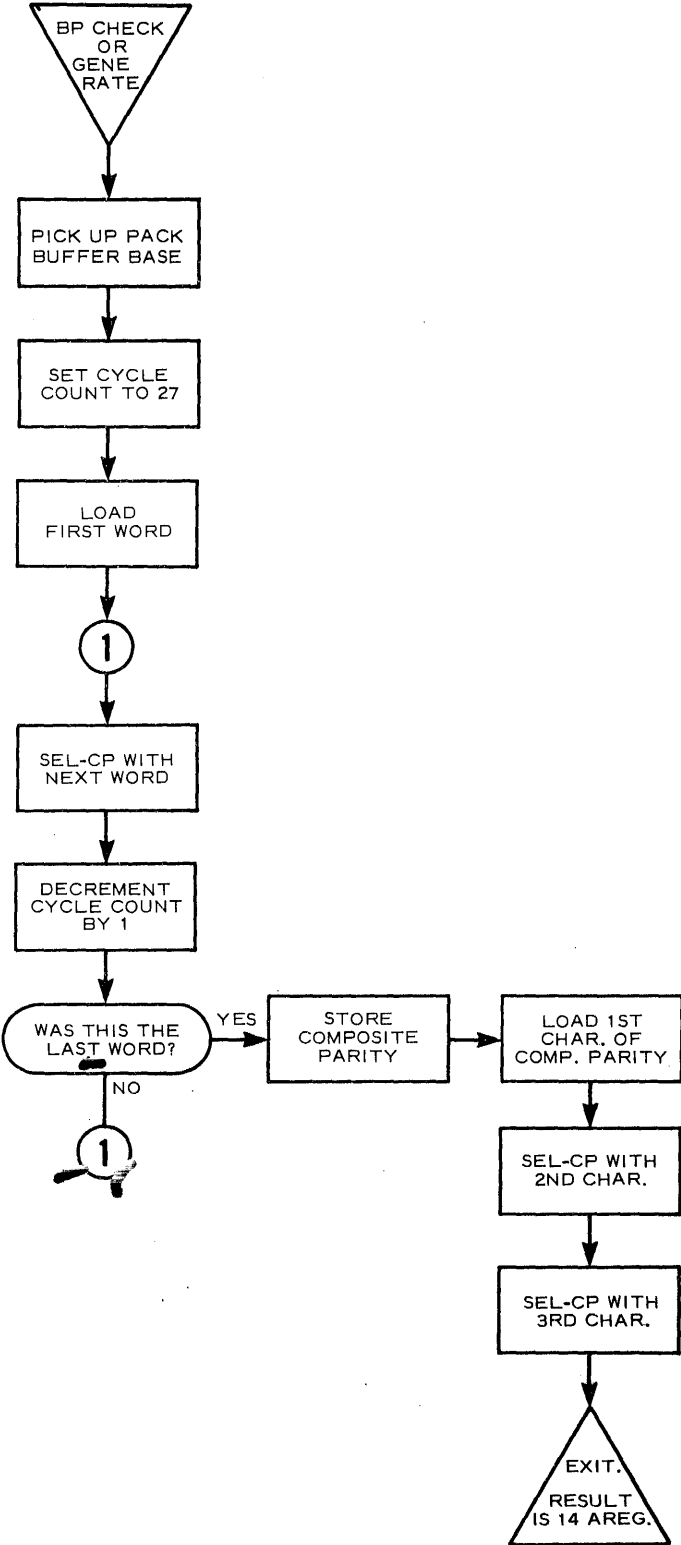 BP CHECK
OR
GENE
RATE
PICK UP PACK
BUFFER BASE
SET CYCLE
COUNT TO 27
LOAD
FIRST WORD
1
SEL-CP WITH
NEXT WORD
DECREMENT
CYCLE COUNT
BY 1
WAS THIS THE
LAST WORD?
YES
NO
1
STORE
COMPOSITE
PARITY
LOAD 1ST
CHAR. OF
COMP. PARITY
SEL-CP WITH
2ND CHAR.
SEL-CP WITH
3RD CHAR.
EXIT.
RESULT
IS 14 AREG.